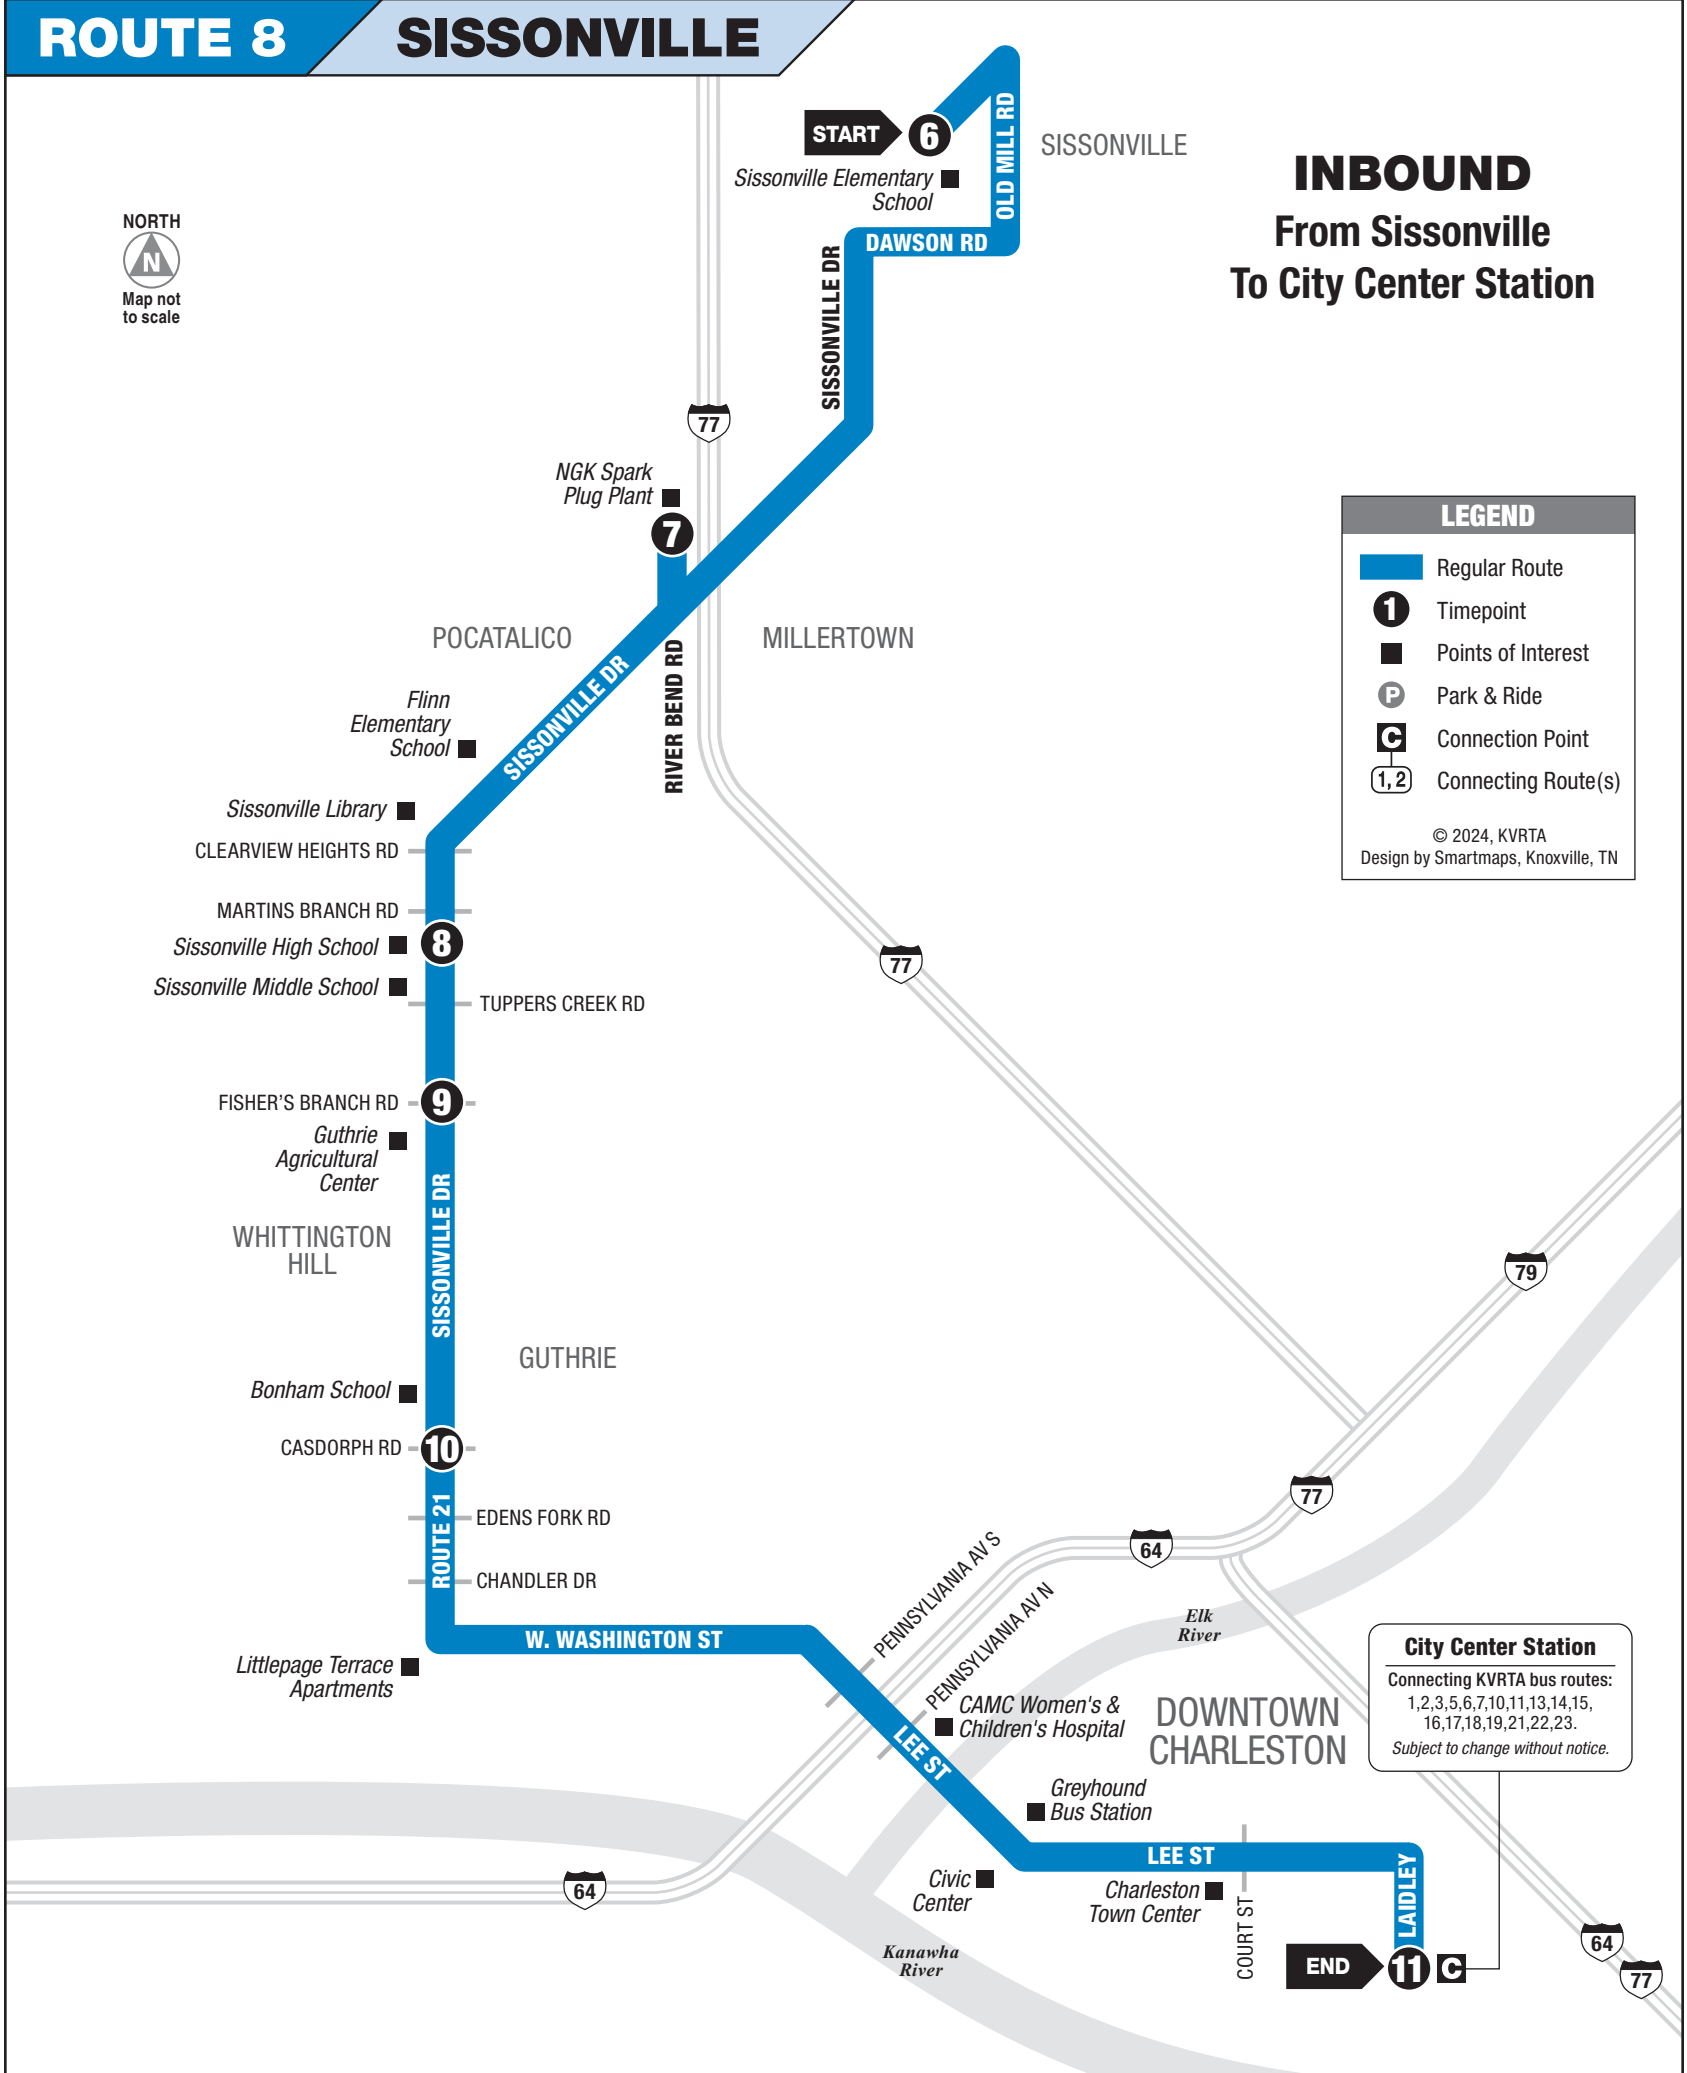 ROUTE 8
SISSONVILLE
INBOUND
From Sissonville
To City Center Station
NORTH
N
Map not
to scale
START
6
Sissonville Elementary
School
OLD MILL RD
SISSONVILLE
DAWSON RD
SISSONVILLE DR
77
NGK Spark
Plug Plant
7
POCATALICO
MILLERTOWN
RIVER BEND RD
SISSONVILLE DR
Flinn
Elementary
School
Sissonville Library
CLEARVIEW HEIGHTS RD
MARTINS BRANCH RD
Sissonville High School
8
Sissonville Middle School
TUPPERS CREEK RD
77
FISHER'S BRANCH RD
9
Guthrie
Agricultural
Center
SISSONVILLE DR
WHITTINGTON
HILL
GUTHRIE
Bonham School
CASDORPH RD
10
ROUTE 21
EDENS FORK RD
CHANDLER DR
W. WASHINGTON ST
Littlepage Terrace
Apartments
LEGEND
Regular Route
1
Timepoint
Points of Interest
P
Park & Ride
C
Connection Point
1, 2
Connecting Route(s)
© 2024, KVRTA
Design by Smartmaps, Knoxville, TN
79
77
64
PENNSYLVANIA AV S
PENNSYLVANIA AV N
Elk
River
CAMC Women's &
Children's Hospital
LEE ST
DOWNTOWN
CHARLESTON
City Center Station
Connecting KVRTA bus routes:
1,2,3,5,6,7,10,11,13,14,15,
16,17,18,19,21,22,23.
Subject to change without notice.
Greyhound
Bus Station
LEE ST
LAIDLEY
64
Civic
Center
Charleston
Town Center
COURT ST
Kanawha
River
END
11
C
64
77